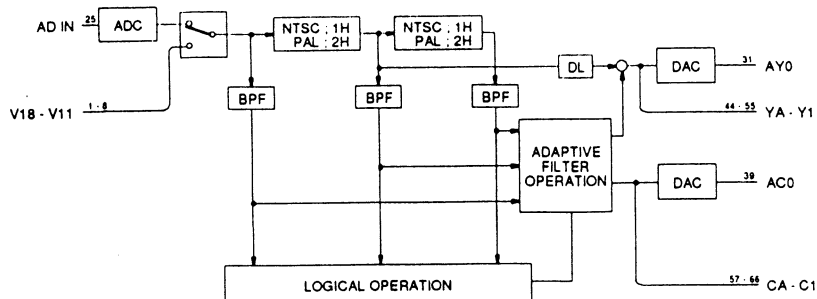 AD IN
25
ADC
NTSC ; 1H
PAL ; 2H
NTSC ; 1H
PAL ; 2H
DL
DAC
31
AY0
V18 - V11
1 - 8
BPF
BPF
BPF
44 - 55
YA - Y1
ADAPTIVE
FILTER
OPERATION
DAC
39
AC0
LOGICAL OPERATION
57 - 66
CA - C1